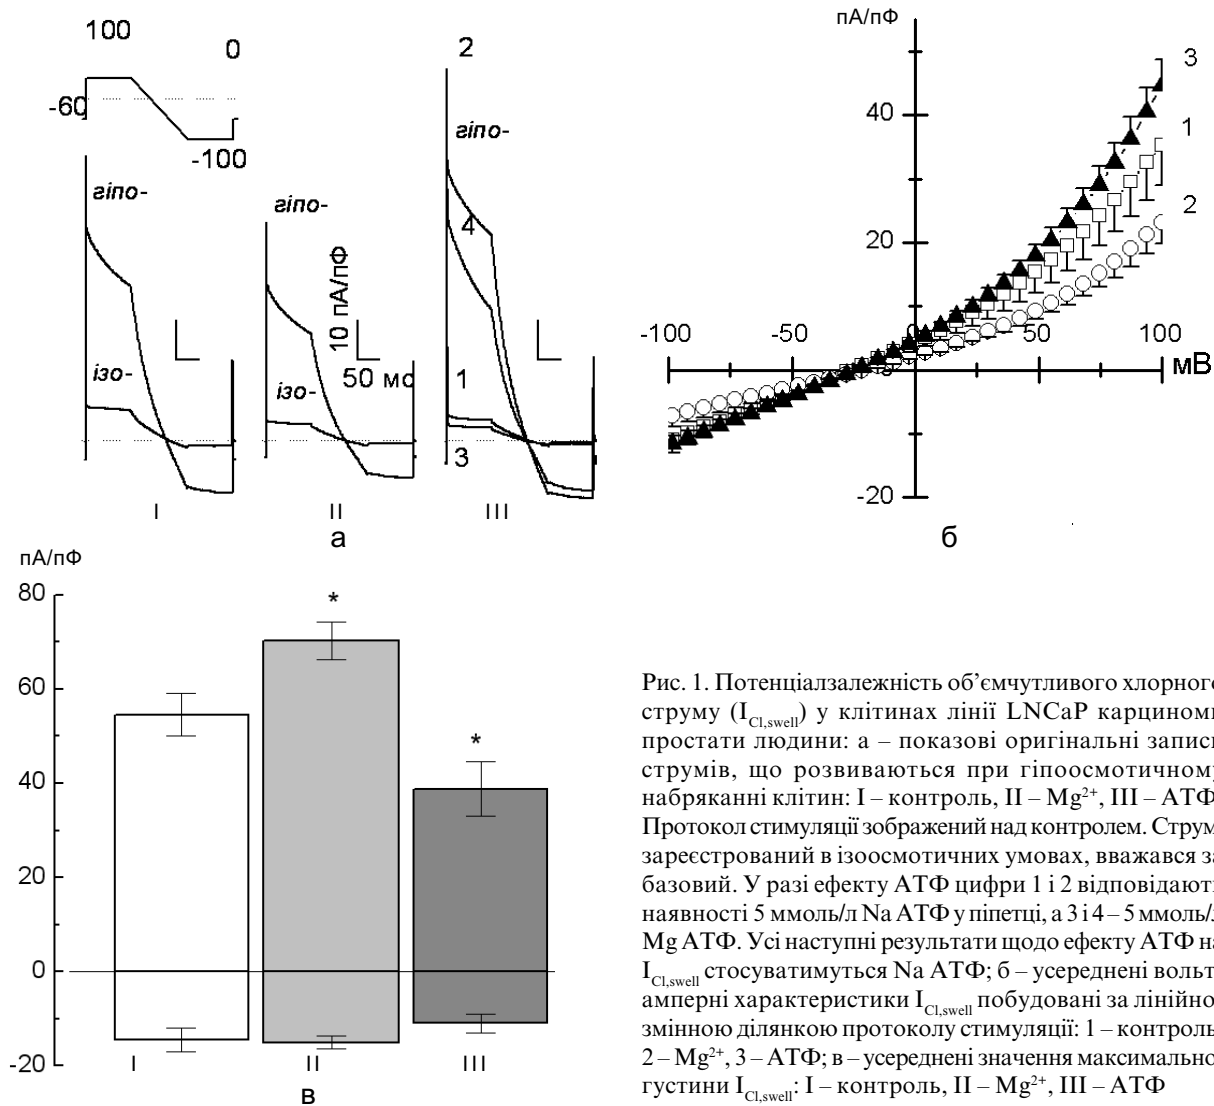 100
0
-60
-100
гіпо-
ізо-
I
гіпо-
10 пА/пФ
50 мс
ізо-
II
2
гіпо-
4
1
3
III
а
пА/пФ
40
20
-20
-100
-50
0
50
100
мВ
3
1
2
б
пА/пФ
80
60
40
20
0
-20
*
*
I
II
III
в
Рис. 1. Потенціалзалежність об’ємчутливого хлорного
струму (I Cl,swell) у клітинах лінії LNCaP карциноми
простати людини: а – показові оригінальні записи
струмів, що розвиваються при гіпоосмотичному
набряканні клітин: I – контроль, II – Mg²⁺, III – АТФ
Протокол стимуляції зображений над контролем. Струм
зареєстрований в ізоосмотичних умовах, вважався за
базовий. У разі ефекту АТФ цифри 1 і 2 відповідають
наявності 5 ммоль/л Na АТФ у піпетці, а 3 і 4 – 5 ммоль/л
Mg АТФ. Усі наступні результати щодо ефекту АТФ на
I Cl,swell стосуватимуться Na АТФ; б – усереднені вольт-
амперні характеристики I Cl,swell побудовані за лінійно
змінною ділянкою протоколу стимуляції: 1 – контроль,
2 – Mg²⁺, 3 – АТФ; в – усереднені значення максимальної
густини I Cl,swell: I – контроль, II – Mg²⁺, III – АТФ